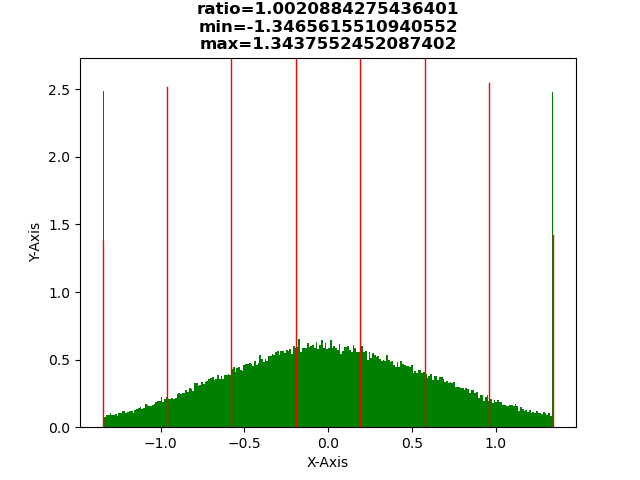 ratio=1.0020884275436401
min=-1.3465615510940552
max=1.3437552452087402
2.5
2.0
1.5
1.0
0.5
0.0
Y-Axis
−1.0 −0.5 0.0 0.5 1.0
X-Axis